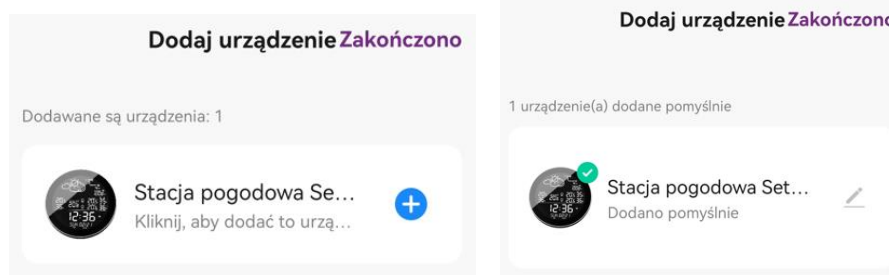 Dodaj urządzenie Zakończono
Dodawane są urządzenia: 1
Stacja pogodowa Se...
Kliknij, aby dodać to urzą...
Dodaj urządzenie Zakończono
1 urządzenie(a) dodane pomyślnie
Stacja pogodowa Set...
Dodano pomyślnie